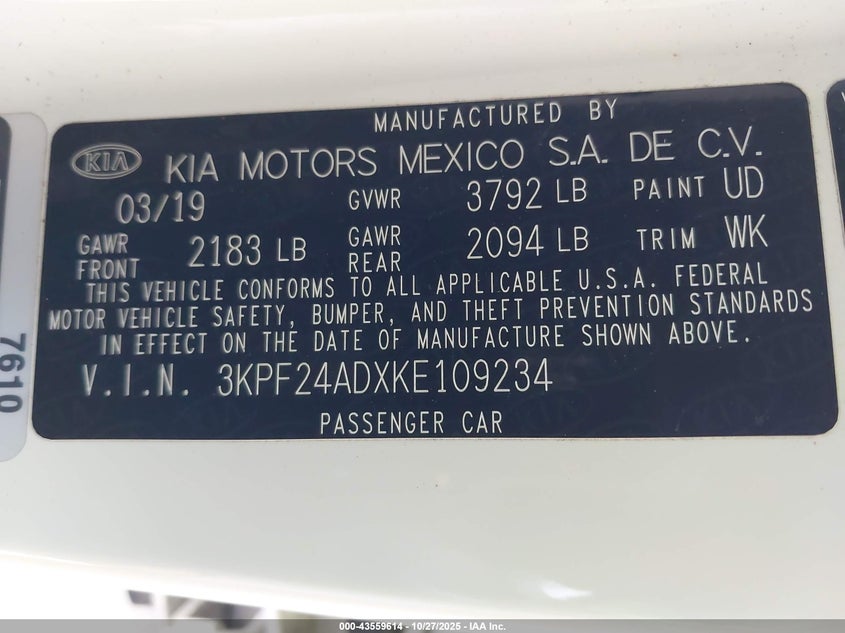 MANUFACTURED BY
KIA KIA MOTORS MEXICO S.A. DE C.V.
03/19 GVWR 3792 LB PAINT UD
GAWR FRONT 2183 LB GAWR REAR 2094 LB TRIM WK
THIS VEHICLE CONFORMS TO ALL APPLICABLE U.S.A. FEDERAL
MOTOR VEHICLE SAFETY, BUMPER, AND THEFT PREVENTION STANDARDS
IN EFFECT ON THE DATE OF MANUFACTURE SHOWN ABOVE.
V.I.N. 3KPF24ADXKE109234
PASSENGER CAR
7610
000-43559614 - 10/27/2025 - IAA Inc.